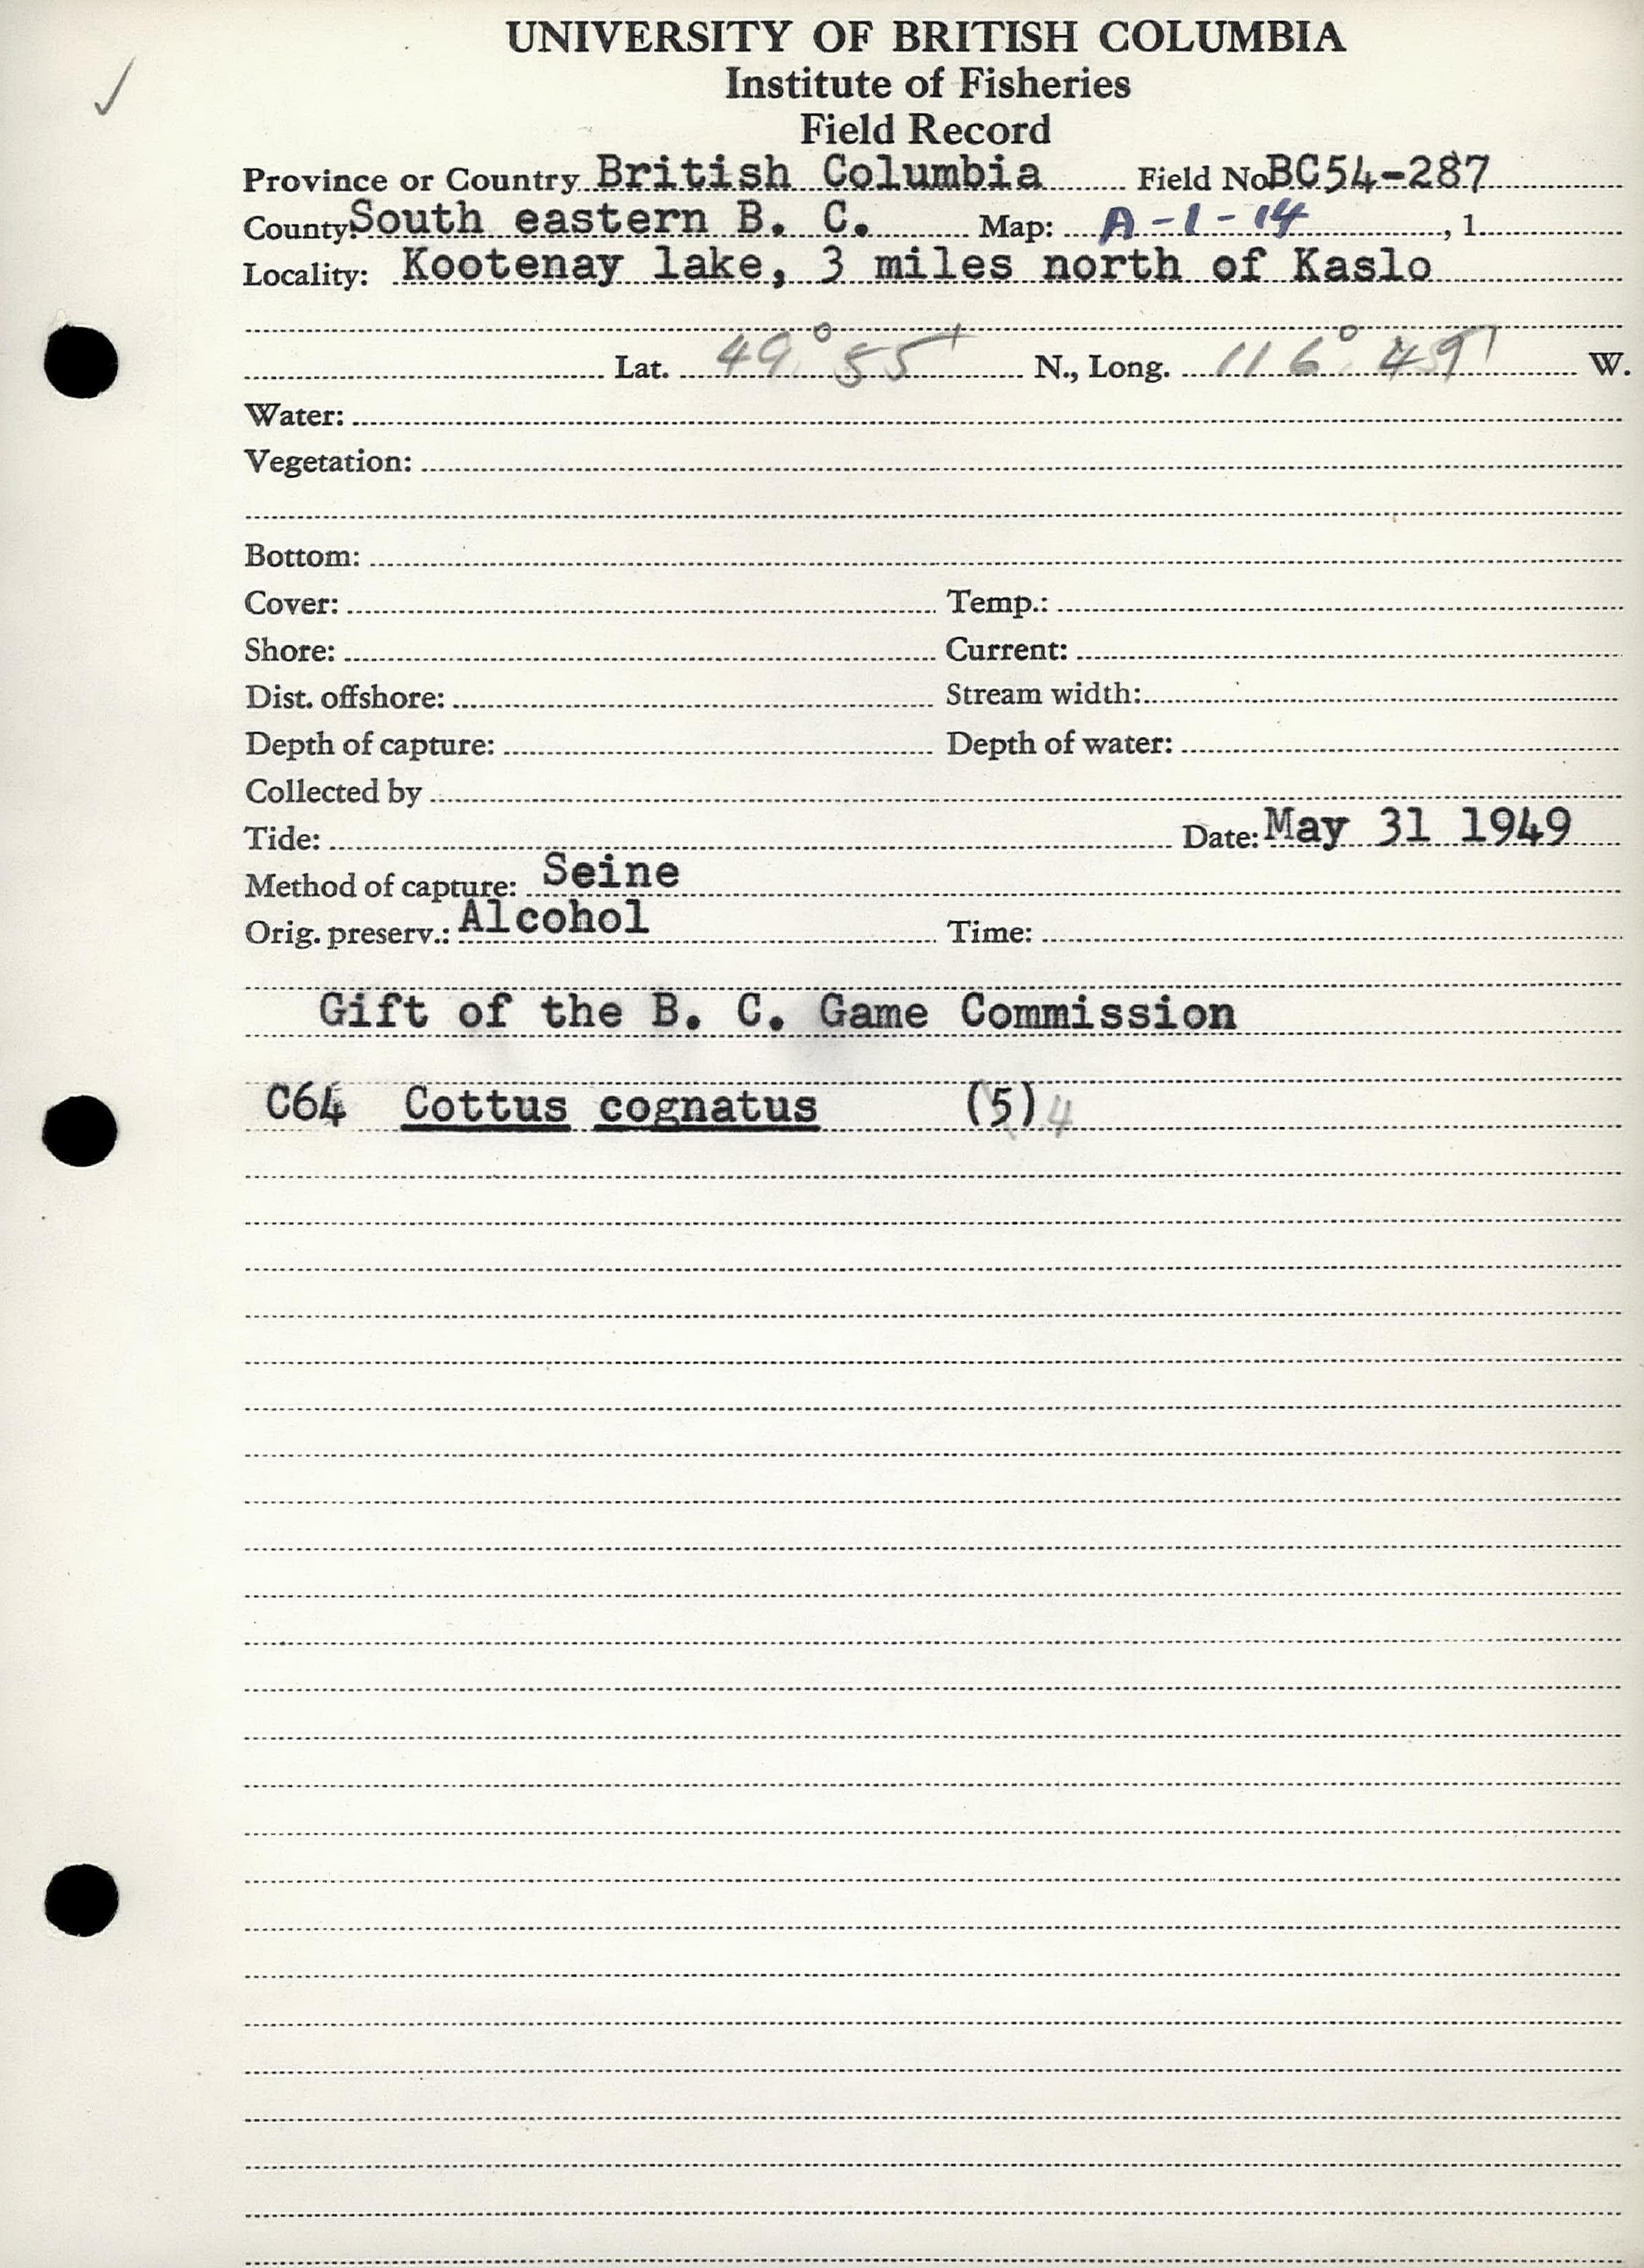 UNIVERSITY OF BRITISH COLUMBIA
Institute of Fisheries
Field Record
Province or Country British Columbia Field No. BC54-287
County: South eastern B. C. Map: A-1-14, 1
Locality: Kootenay lake, 3 miles north of Kaslo
Lat. 49° 55' N., Long. 116° 49' W.
Water:
Vegetation:
Bottom:
Cover: Temp.:
Shore: Current:
Dist. offshore: Stream width:
Depth of capture: Depth of water:
Collected by
Tide: Date: May 31 1949
Method of capture: Seine
Orig. preserv.: Alcohol Time:
Gift of the B. C. Game Commission
C64 Cottus cognatus (5) 4